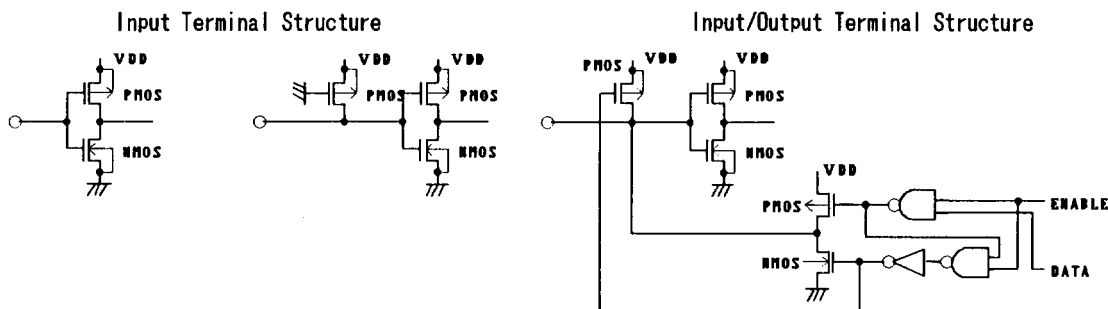 Input Terminal Structure
Input/Output Terminal Structure
VDD
PMOS
NMOS
VDD
PMOS
VDD
PMOS
NMOS
PMOS
VDD
VDD
PMOS
NMOS
VDD
PMOS
NMOS
ENABLE
DATA